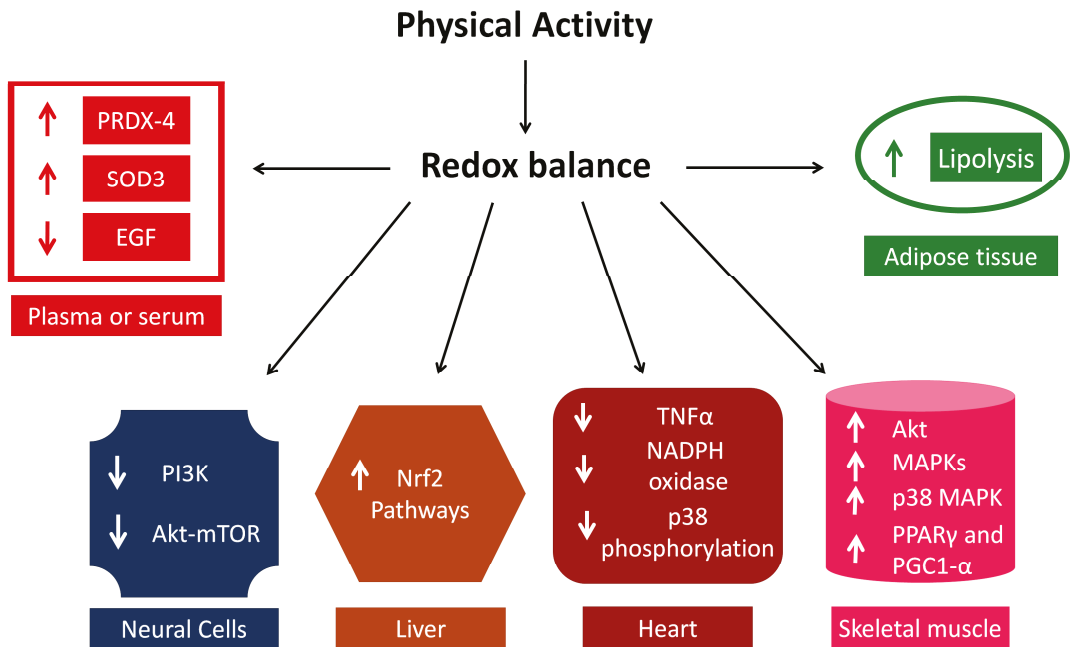 Physical Activity
Redox balance
PRDX-4
SOD3
EGF
Plasma or serum
Lipolysis
Adipose tissue
PI3K
Akt-mTOR
Neural Cells
Nrf2
Pathways
Liver
TNFα
NADPH
oxidase
p38
phosphorylation
Heart
Akt
MAPKs
p38 MAPK
PPARγ and
PGC1-α
Skeletal muscle